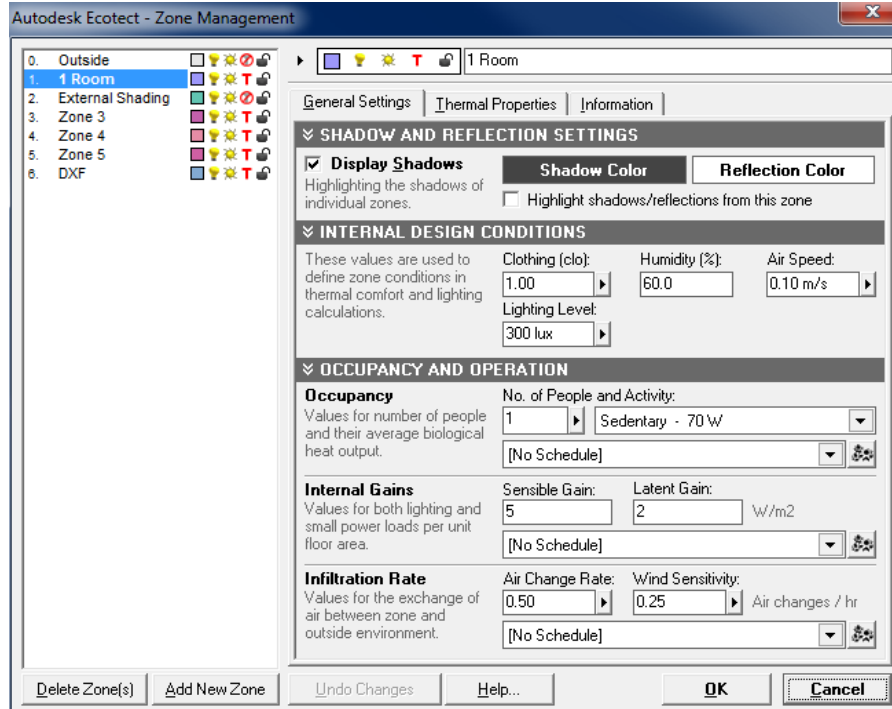 Autodesk Ecotect - Zone Management
0. Outside
1. 1 Room
2. External Shading
3. Zone 3
4. Zone 4
5. Zone 5
6. DXF
T 1 Room
General Settings Thermal Properties Information
SHADOW AND REFLECTION SETTINGS
Display Shadows
Highlighting the shadows of
individual zones.
Shadow Color Reflection Color
Highlight shadows/reflections from this zone
INTERNAL DESIGN CONDITIONS
These values are used to
define zone conditions in
thermal comfort and lighting
calculations.
Clothing (clo): Humidity (%): Air Speed:
1.00 60.0 0.10 m/s
Lighting Level:
300 lux
OCCUPANCY AND OPERATION
Occupancy
Values for number of people
and their average biological
heat output.
No. of People and Activity:
1 Sedentary - 70 W
[No Schedule]
Internal Gains
Values for both lighting and
small power loads per unit
floor area.
Sensible Gain: Latent Gain:
5 2 W/m2
[No Schedule]
Infiltration Rate
Values for the exchange of
air between zone and
outside environment.
Air Change Rate: Wind Sensitivity:
0.50 0.25 Air changes / hr
[No Schedule]
Delete Zone(s) Add New Zone Undo Changes Help... OK Cancel